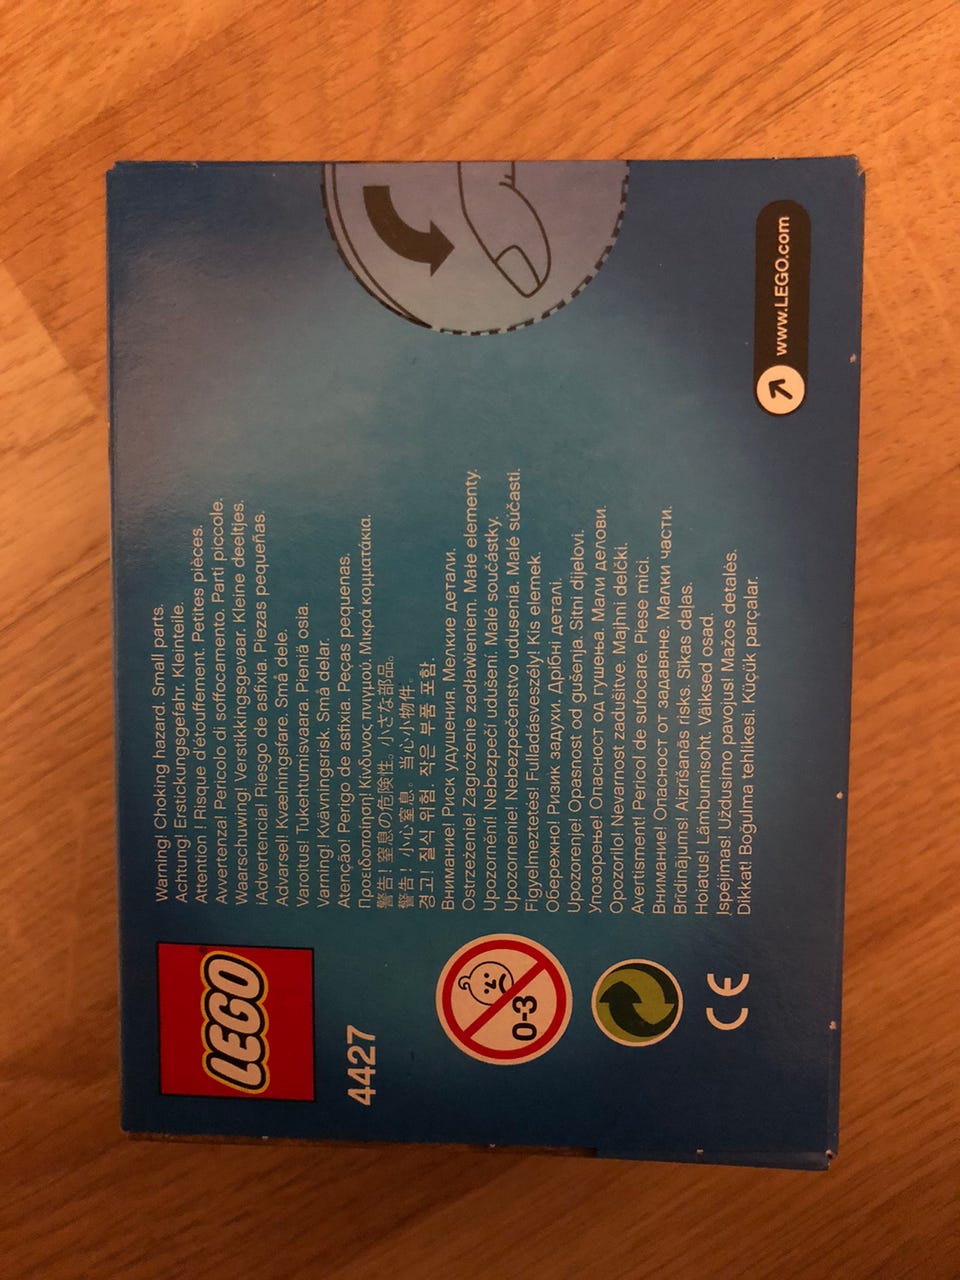 LEGO
4427
Warning! Choking hazard. Small parts.
Achtung! Erstickungsgefahr. Kleinteile.
Attention ! Risque d'étouffement. Petites pièces.
Avvertenza! Pericolo di soffocamento. Parti piccole.
Waarschuwing! Verstikkingsgevaar. Kleine deeltjes.
¡Advertencia! Riesgo de asfixia. Piezas pequeñas.
Advarsel! Kvælningsfare. Små dele.
Varoitus! Tukehtumisvaara. Pieniä osia.
Varning! Kvävningsrisk. Små delar.
Atenção! Perigo de asfixia. Peças pequenas.
Προειδοποίηση! Κίνδυνος πνιγμού. Μικρά κομματάκια.
警告! 窒息の危険性。小さな部品。
警告! 小心窒息。当心小物件。
경고! 질식 위험. 작은 부품 포함.
Внимание! Риск удушения. Мелкие детали.
Ostrzeżenie! Zagrożenie zadławieniem. Małe elementy.
Upozornění! Nebezpečí udušení. Malé součástky.
Upozornenie! Nebezpečenstvo udusenia. Malé súčasti.
Figyelmeztetés! Fulladásveszély! Kis elemek.
Обережно! Ризик задухи. Дрібні деталі.
Upozorenje! Opasnost od gušenja. Sitni dijelovi.
Упозорење! Опасност од гушења. Мали делови.
Opozorilo! Nevarnost zadušitve. Majhni delčki.
Avertisment! Pericol de sufocare. Piese mici.
Внимание! Опасност от задавяне. Малки части.
Brīdinājums! Aizrīšanās risks. Sīkas daļas.
Hoiatus! Lämbumisoht. Väiksed osad.
Įspėjimas! Uždusimo pavojus! Mažos detalės.
Dikkat! Boğulma tehlikesi. Küçük parçalar.
0-3
CE
www.LEGO.com